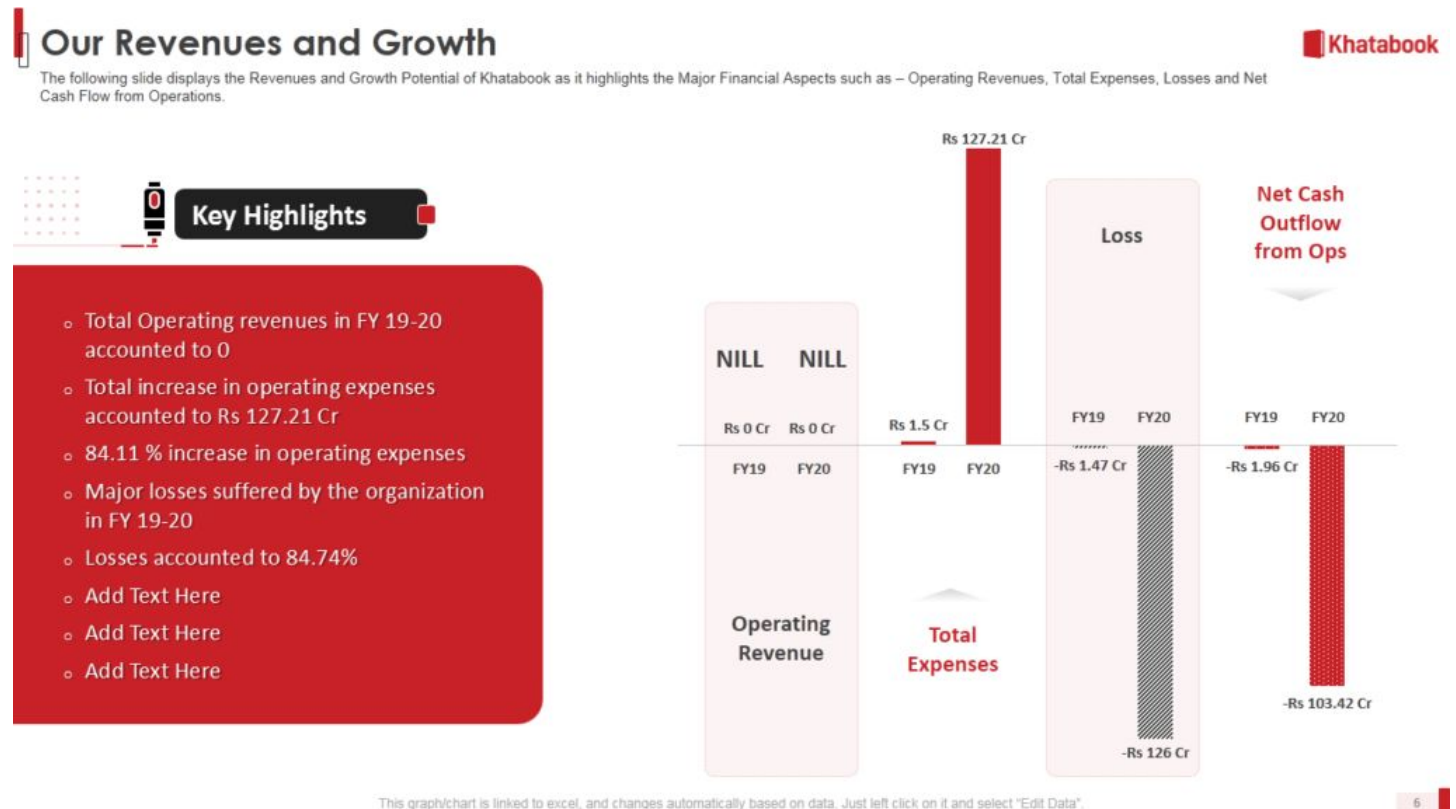 Our Revenues and Growth
Khatabook
The following slide displays the Revenues and Growth Potential of Khatabook as it highlights the Major Financial Aspects such as – Operating Revenues, Total Expenses, Losses and Net
Cash Flow from Operations.
Key Highlights
Total Operating revenues in FY 19-20
accounted to 0
Total increase in operating expenses
accounted to Rs 127.21 Cr
84.11 % increase in operating expenses
Major losses suffered by the organization
in FY 19-20
Losses accounted to 84.74%
Add Text Here
Add Text Here
Add Text Here
NILL NILL
Rs 0 Cr Rs 0 Cr
FY19 FY20
Operating
Revenue
Rs 127.21 Cr
Rs 1.5 Cr
FY19 FY20
Total
Expenses
Loss
FY19 FY20
-Rs 1.47 Cr
-Rs 126 Cr
Net Cash
Outflow
from Ops
FY19 FY20
-Rs 1.96 Cr
-Rs 103.42 Cr
This graph/chart is linked to excel, and changes automatically based on data. Just left click on it and select "Edit Data".
6